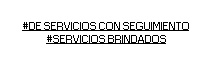 #DE SERVICIOS CON SEGUIMIENTO
#SERVICIOS BRINDADOS